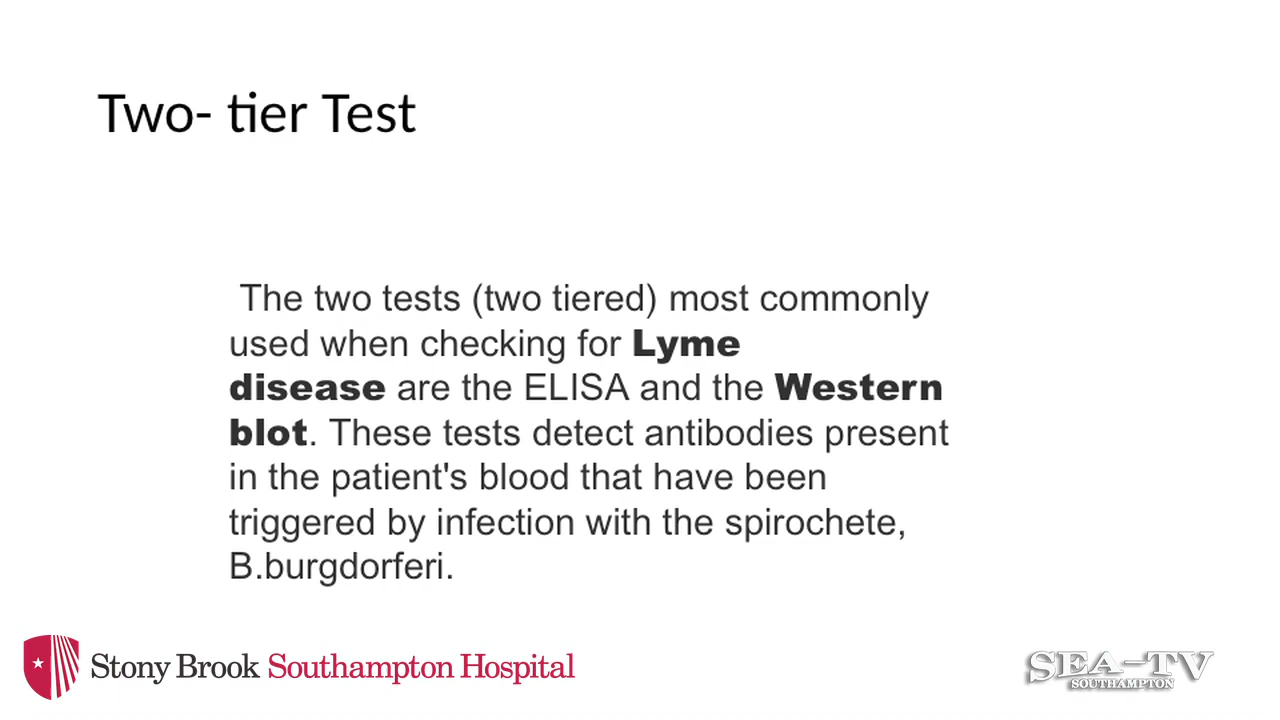 Two- tier Test
The two tests (two tiered) most commonly
used when checking for Lyme
disease are the ELISA and the Western
blot. These tests detect antibodies present
in the patient's blood that have been
triggered by infection with the spirochete,
B.burgdorferi.
Stony Brook Southampton Hospital
SEA-TV
SOUTHAMPTON